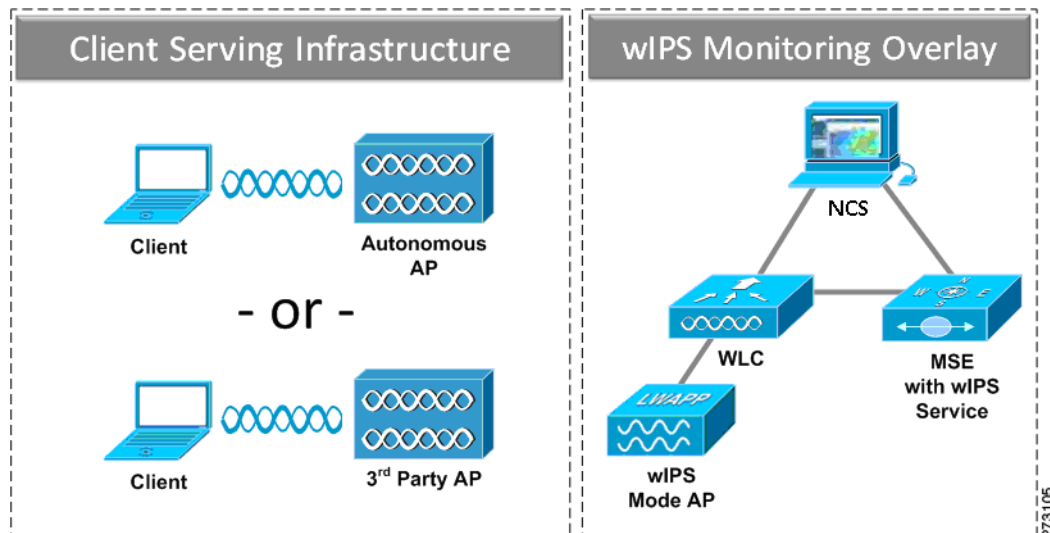 Client Serving Infrastructure
Client
Autonomous
AP
- or -
Client
3rd Party AP
wIPS Monitoring Overlay
NCS
N
W E
S
WLC
MSE
with wIPS
Service
LWAPP
wIPS
Mode AP
273105